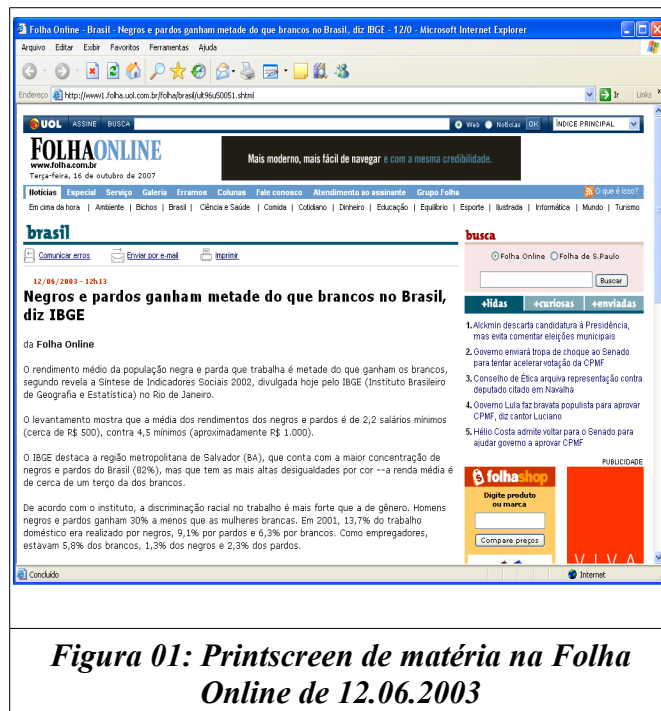 Folha Online - Brasil - Negros e pardos ganham metade do que brancos no Brasil, diz IBGE - 12/0 - Microsoft Internet Explorer
Arquivo Editar Exibir Favoritos Ferramentas Ajuda
Endereço http://www1.folha.uol.com.br/folha/brasil/ult96u50051.shtml Ir Links
UOL ASSINE BUSCA Web Notícias OK ÍNDICE PRINCIPAL
FOLHAONLINE
www.folha.com.br
Terça-feira, 16 de outubro de 2007
Mais moderno, mais fácil de navegar e com a mesma credibilidade.
Notícias Especial Serviço Galeria Erramos Colunas Fale conosco Atendimento ao assinante Grupo Folha O que é isso?
Em cima da hora | Ambiente | Bichos | Brasil | Ciência e Saúde | Comida | Cotidiano | Dinheiro | Educação | Equilíbrio | Esporte | Ilustrada | Informática | Mundo | Turismo
brasil
Comunicar erros Enviar por e-mail Imprimir
12/06/2003 - 12h13
Negros e pardos ganham metade do que brancos no Brasil,
diz IBGE
da Folha Online
O rendimento médio da população negra e parda que trabalha é metade do que ganham os brancos,
segundo revela a Síntese de Indicadores Sociais 2002, divulgada hoje pelo IBGE (Instituto Brasileiro
de Geografia e Estatística) no Rio de Janeiro.
O levantamento mostra que a média dos rendimentos dos negros e pardos é de 2,2 salários mínimos
(cerca de R$ 500), contra 4,5 mínimos (aproximadamente R$ 1.000).
O IBGE destaca a região metropolitana de Salvador (BA), que conta com a maior concentração de
negros e pardos do Brasil (82%), mas que tem as mais altas desigualdades por cor --a renda média é
de cerca de um terço da dos brancos.
De acordo com o instituto, a discriminação racial no trabalho é mais forte que a de gênero. Homens
negros e pardos ganham 30% a menos que as mulheres brancas. Em 2001, 13,7% do trabalho
doméstico era realizado por negros, 9,1% por pardos e 6,3% por brancos. Como empregadores,
estavam 5,8% dos brancos, 1,3% dos negros e 2,3% dos pardos.
busca
Folha Online Folha de S.Paulo
Buscar
+lidas +curiosas +enviadas
1. Alckmin descarta candidatura à Presidência,
mas evita comentar eleições municipais
2. Governo enviará tropa de choque ao Senado
para tentar acelerar votação da CPMF
3. Conselho de Ética arquiva representação contra
deputado citado em Navalha
4. Governo Lula faz bravata populista para aprovar
CPMF, diz cantor Luciano
5. Hélio Costa admite voltar para o Senado para
ajudar governo a aprovar CPMF
PUBLICIDADE
folhashop
Digite produto
ou marca
Compare preços
VIVA
Concluído Internet
Figura 01: Printscreen de matéria na Folha
Online de 12.06.2003